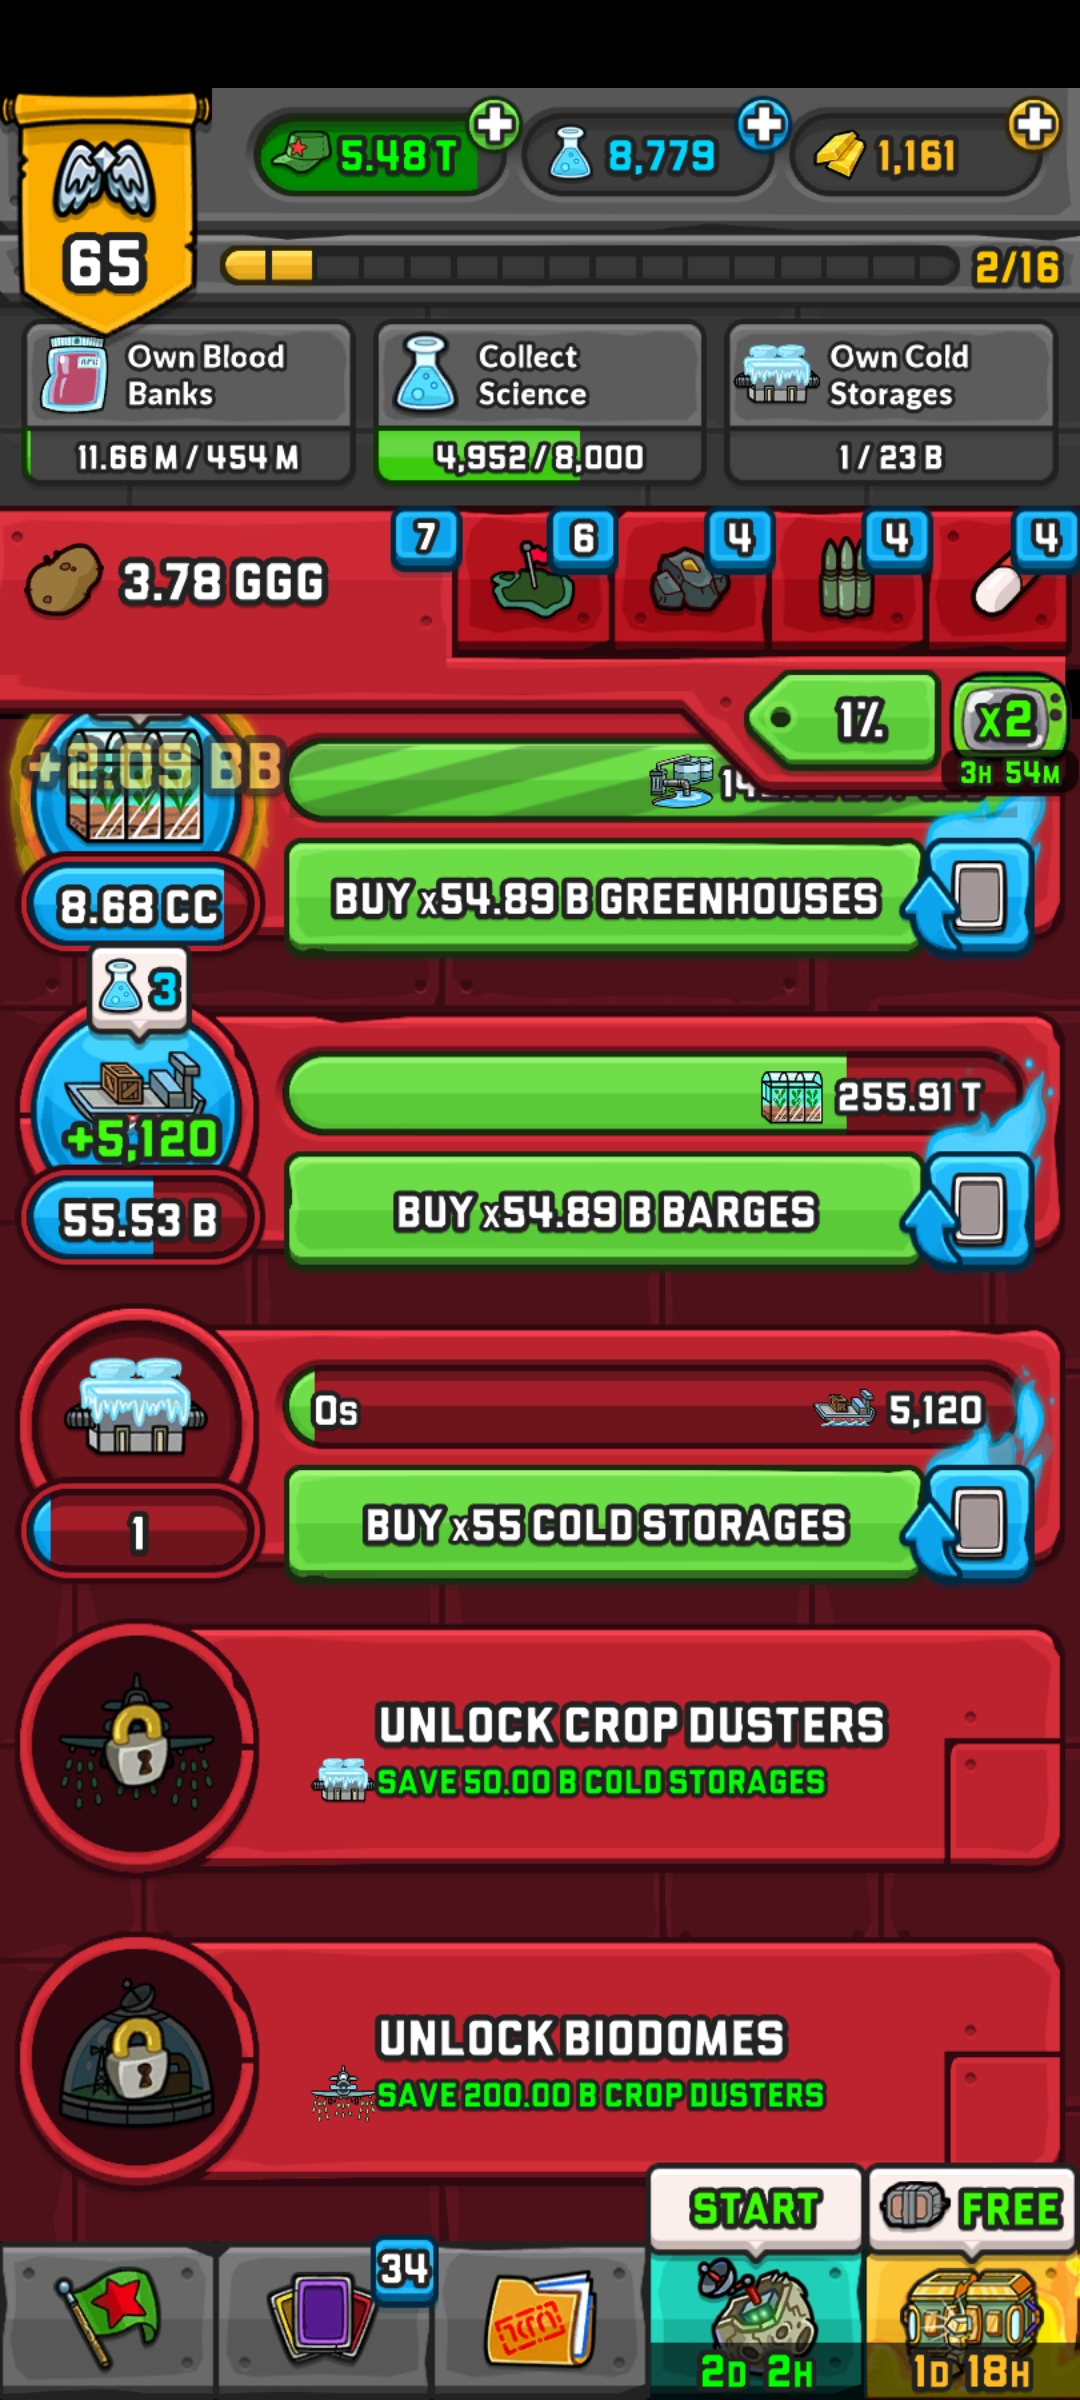 5.48 T
8,779
1,161
65
2/16
Own Blood
Banks
11.66 M / 454 M
Collect
Science
4,952 / 8,000
Own Cold
Storages
1 / 23 B
3.78 GGG
7
6
4
4
4
1%
x2
3H 54M
+2.09 BB
8.68 CC
BUY x54.89 B GREENHOUSES
3
+5,120
55.53 B
255.91 T
BUY x54.89 B BARGES
0s
5,120
1
BUY x55 COLD STORAGES
UNLOCK CROP DUSTERS
SAVE 50.00 B COLD STORAGES
UNLOCK BIODOMES
SAVE 200.00 B CROP DUSTERS
START
FREE
34
2D 2H
1D 18H